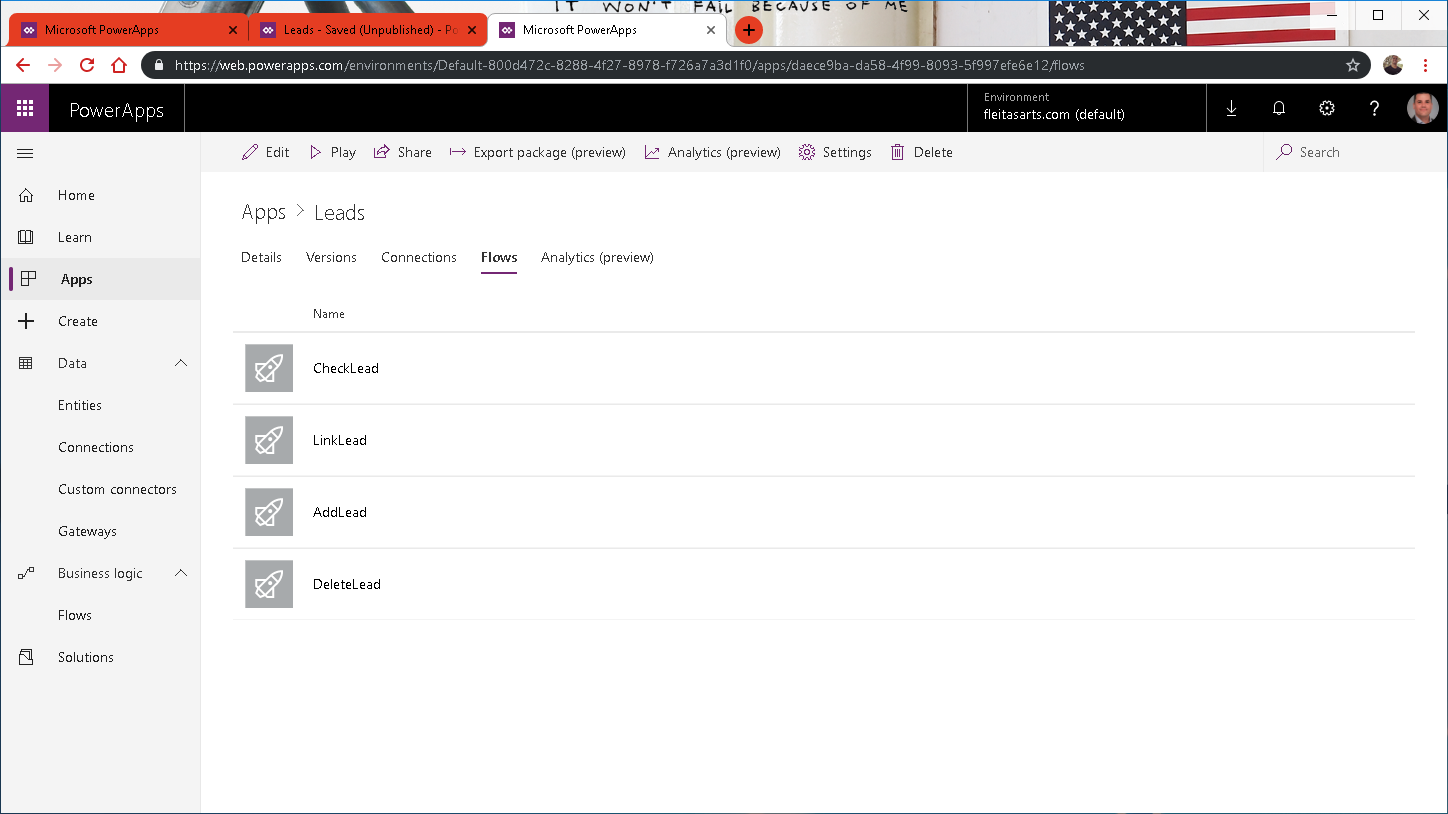 IT WON'T FAIL BECAUSE OF ME
Microsoft PowerApps
Leads - Saved (Unpublished) - Po
Microsoft PowerApps
https://web.powerapps.com/environments/Default-800d472c-8288-4f27-8978-f726a7a3d1f0/apps/daece9ba-da58-4f99-8093-5f997efe6e12/flows
PowerApps
Environment
fleitasarts.com (default)
?
Edit
Play
Share
Export package (preview)
Analytics (preview)
Settings
Delete
Search
Home
Learn
Apps
Create
Data
Entities
Connections
Custom connectors
Gateways
Business logic
Flows
Solutions
Apps > Leads
Details
Versions
Connections
Flows
Analytics (preview)
Name
CheckLead
LinkLead
AddLead
DeleteLead